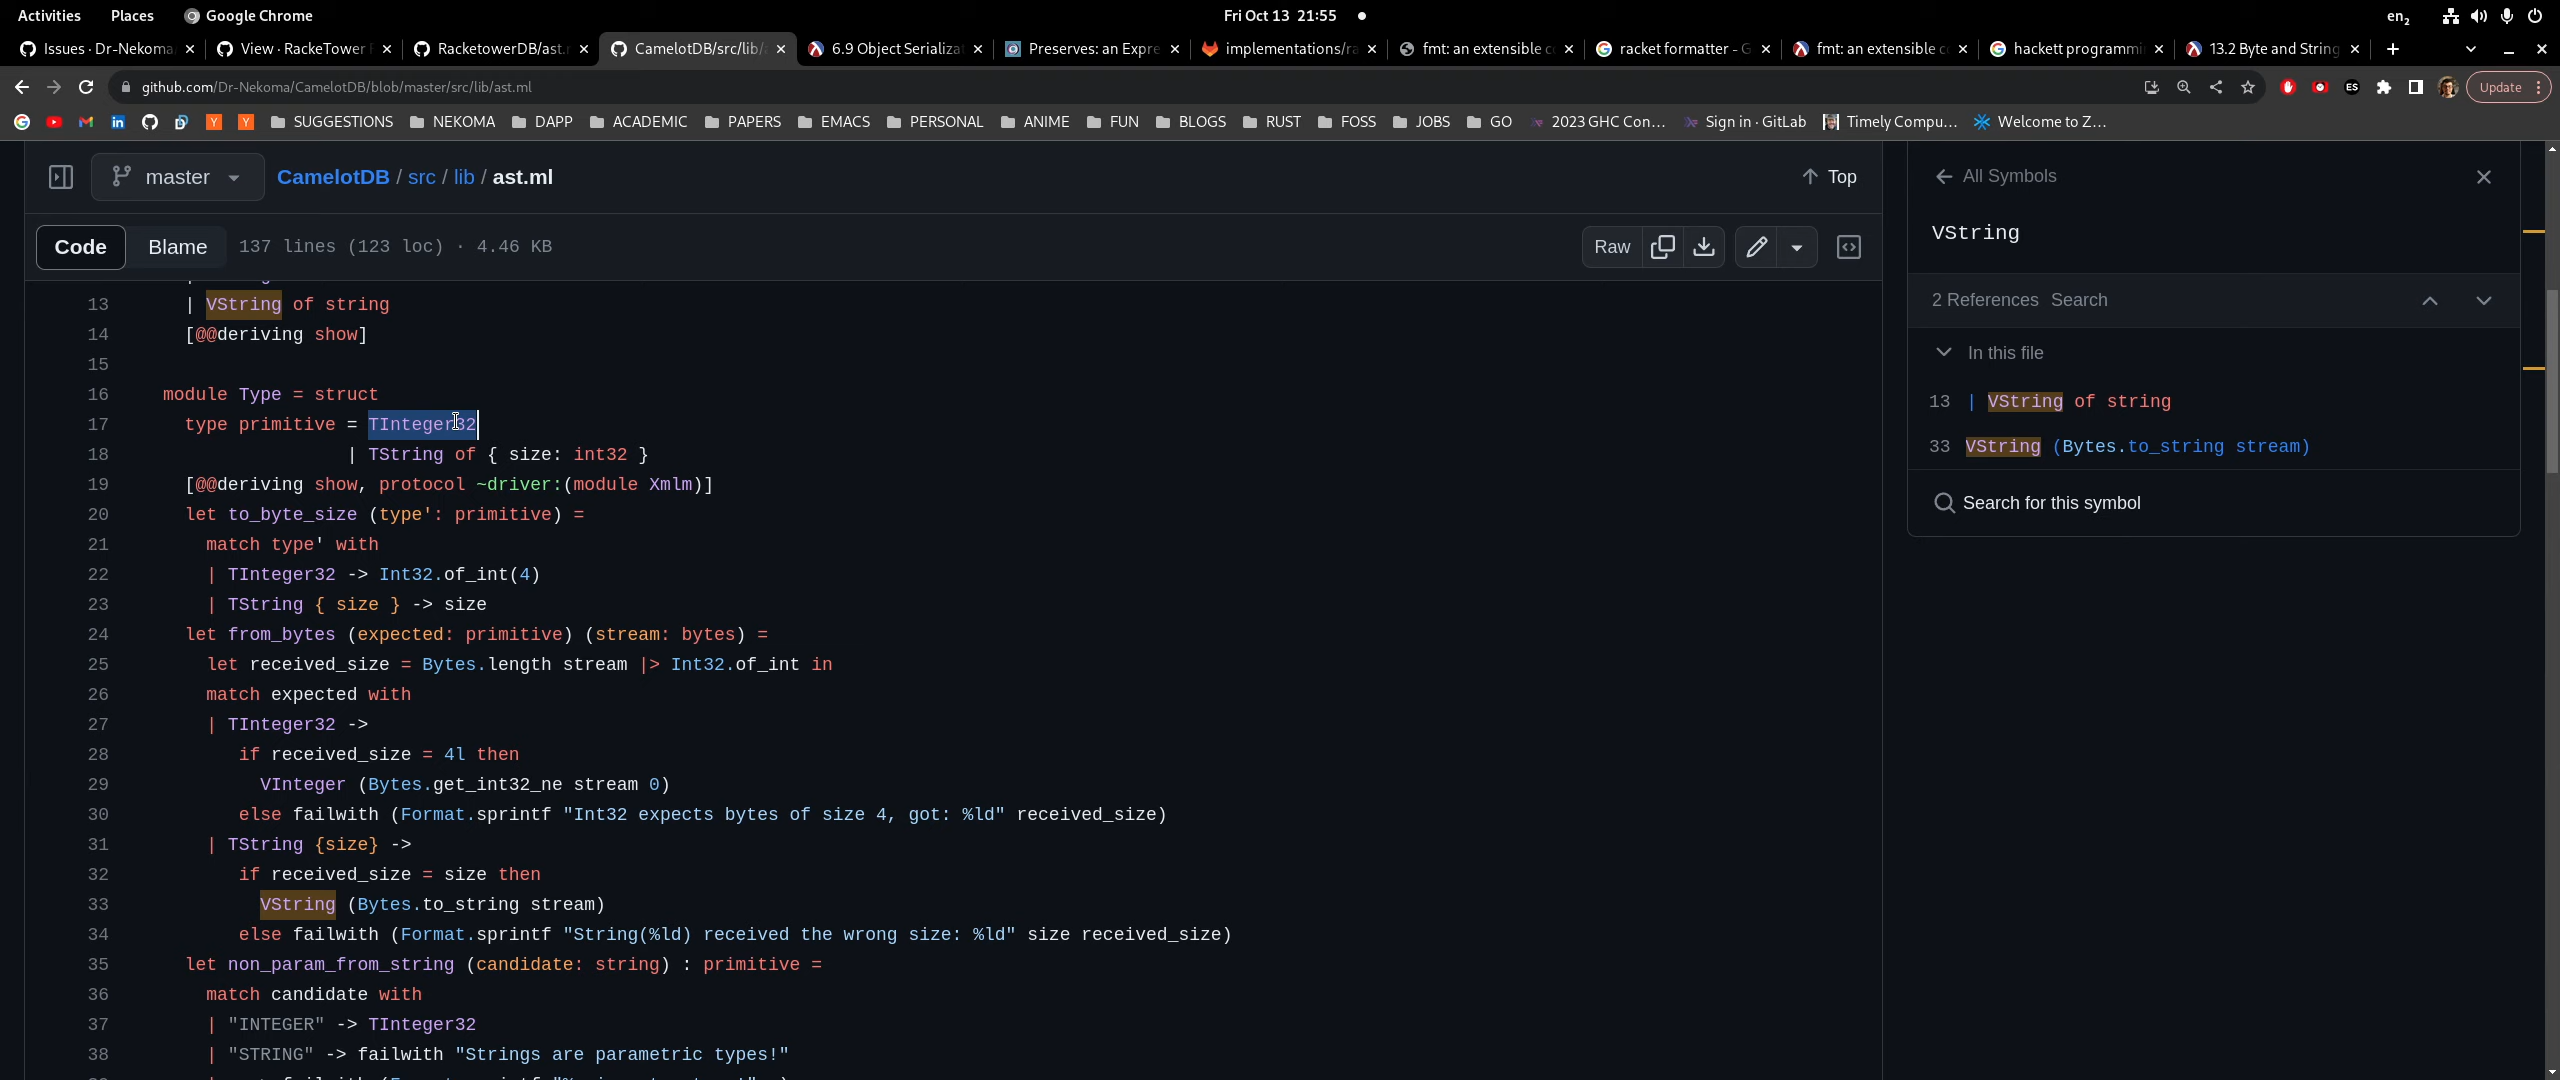 Activities Places Google Chrome Fri Oct 13 21:55 en2
Issues · Dr-Nekoma View · RackeTower RacketowerDB/ast.r CamelotDB/src/lib/a 6.9 Object Serializat Preserves: an Expre implementations/ra fmt: an extensible c racket formatter - G fmt: an extensible c hackett programmi 13.2 Byte and String
github.com/Dr-Nekoma/CamelotDB/blob/master/src/lib/ast.ml Update
SUGGESTIONS NEKOMA DAPP ACADEMIC PAPERS EMACS PERSONAL ANIME FUN BLOGS RUST FOSS JOBS GO 2023 GHC Con... Sign in · GitLab Timely Compu... Welcome to Z...
master CamelotDB / src / lib / ast.ml Top
Code Blame 137 lines (123 loc) · 4.46 KB Raw
13 | VString of string
14 [@@deriving show]
15
16 module Type = struct
17 type primitive = TInteger32
18 | TString of { size: int32 }
19 [@@deriving show, protocol ~driver:(module Xmlm)]
20 let to_byte_size (type': primitive) =
21 match type' with
22 | TInteger32 -> Int32.of_int(4)
23 | TString { size } -> size
24 let from_bytes (expected: primitive) (stream: bytes) =
25 let received_size = Bytes.length stream |> Int32.of_int in
26 match expected with
27 | TInteger32 ->
28 if received_size = 4l then
29 VInteger (Bytes.get_int32_ne stream 0)
30 else failwith (Format.sprintf "Int32 expects bytes of size 4, got: %ld" received_size)
31 | TString {size} ->
32 if received_size = size then
33 VString (Bytes.to_string stream)
34 else failwith (Format.sprintf "String(%ld) received the wrong size: %ld" size received_size)
35 let non_param_from_string (candidate: string) : primitive =
36 match candidate with
37 | "INTEGER" -> TInteger32
38 | "STRING" -> failwith "Strings are parametric types!"
All Symbols
VString
2 References Search
In this file
13 | VString of string
33 VString (Bytes.to_string stream)
Search for this symbol